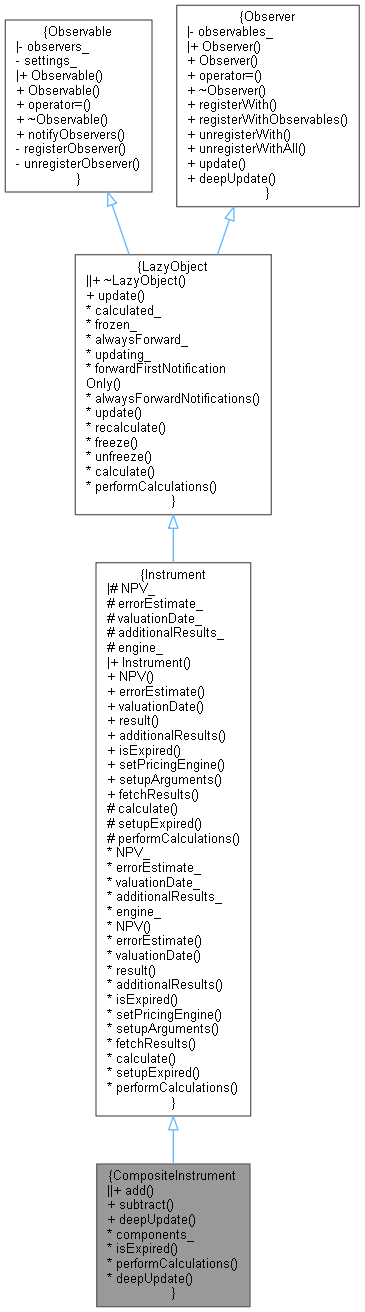 {Observable
|- observers_
- settings_
|+ Observable()
+ Observable()
+ operator=()
+ ~Observable()
+ notifyObservers()
- registerObserver()
- unregisterObserver()
}
{Observer
|- observables_
|+ Observer()
+ Observer()
+ operator=()
+ ~Observer()
+ registerWith()
+ registerWithObservables()
+ unregisterWith()
+ unregisterWithAll()
+ update()
+ deepUpdate()
}
{LazyObject
||+ ~LazyObject()
+ update()
* calculated_
* frozen_
* alwaysForward_
* updating_
* forwardFirstNotification
Only()
* alwaysForwardNotifications()
* update()
* recalculate()
* freeze()
* unfreeze()
* calculate()
* performCalculations()
}
{Instrument
|# NPV_
# errorEstimate_
# valuationDate_
# additionalResults_
# engine_
|+ Instrument()
+ NPV()
+ errorEstimate()
+ valuationDate()
+ result()
+ additionalResults()
+ isExpired()
+ setPricingEngine()
+ setupArguments()
+ fetchResults()
# calculate()
# setupExpired()
# performCalculations()
* NPV_
* errorEstimate_
* valuationDate_
* additionalResults_
* engine_
* NPV()
* errorEstimate()
* valuationDate()
* result()
* additionalResults()
* isExpired()
* setPricingEngine()
* setupArguments()
* fetchResults()
* calculate()
* setupExpired()
* performCalculations()
}
{CompositeInstrument
||+ add()
+ subtract()
+ deepUpdate()
* components_
* isExpired()
* performCalculations()
* deepUpdate()
}